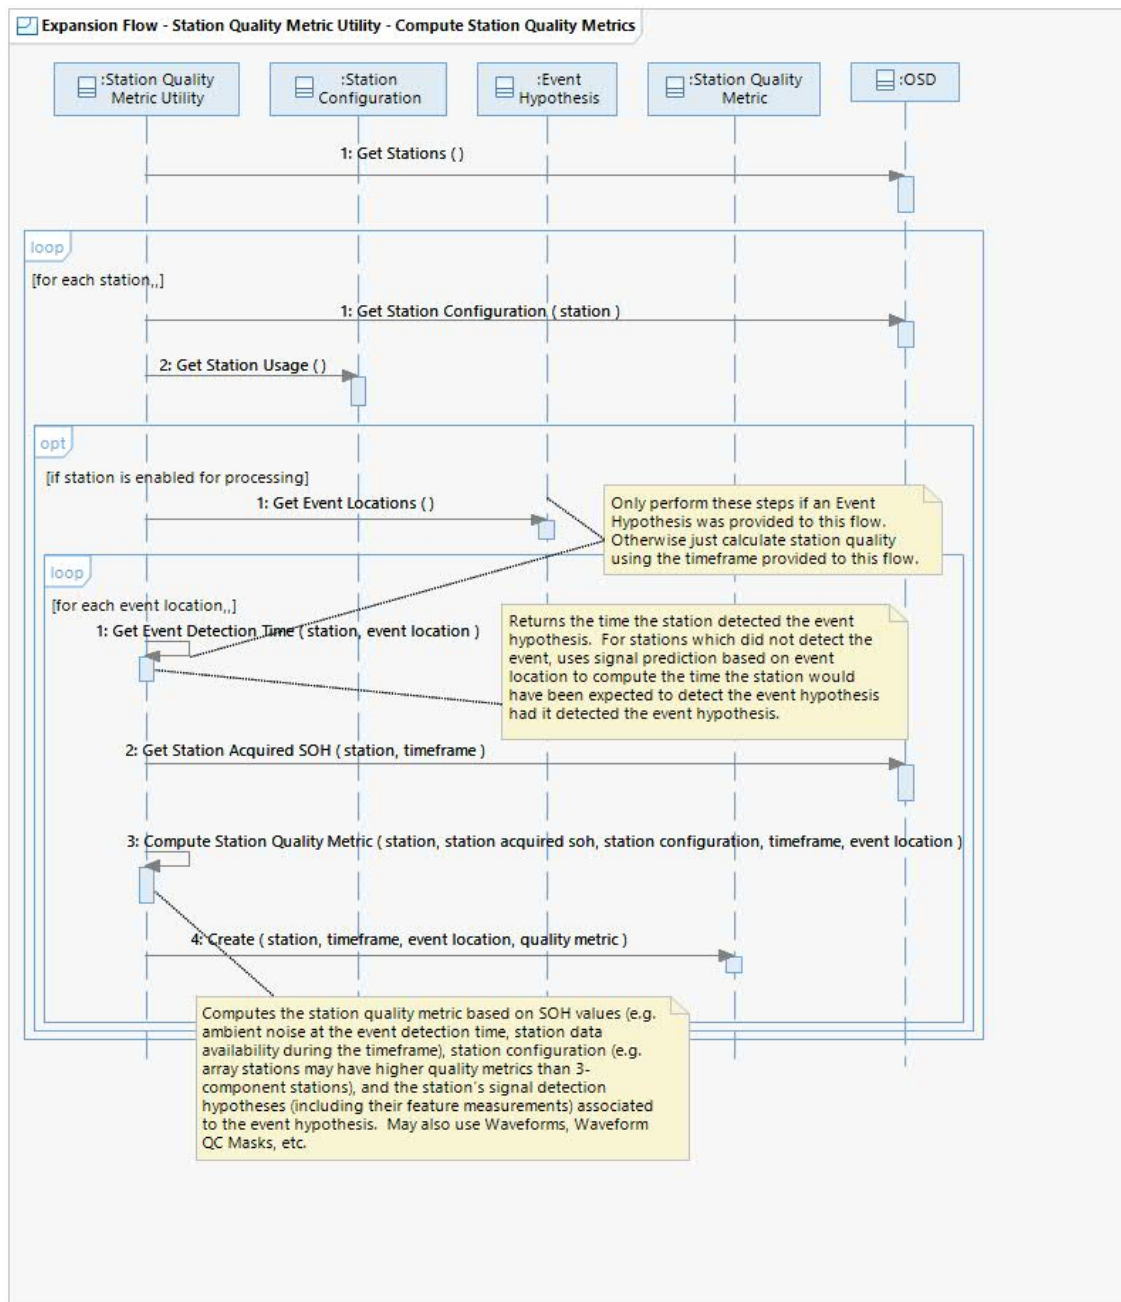 Expansion Flow - Station Quality Metric Utility - Compute Station Quality Metrics
:Station Quality
Metric Utility
:Station
Configuration
:Event
Hypothesis
:Station Quality
Metric
:OSD
1: Get Stations ( )
loop
[for each station,,]
1: Get Station Configuration ( station )
2: Get Station Usage ( )
opt
[if station is enabled for processing]
1: Get Event Locations ( )
Only perform these steps if an Event
Hypothesis was provided to this flow.
Otherwise just calculate station quality
using the timeframe provided to this flow.
loop
[for each event location,,]
1: Get Event Detection Time ( station, event location )
Returns the time the station detected the event
hypothesis.  For stations which did not detect the
event, uses signal prediction based on event
location to compute the time the station would
have been expected to detect the event hypothesis
had it detected the event hypothesis.
2: Get Station Acquired SOH ( station, timeframe )
3: Compute Station Quality Metric ( station, station acquired soh, station configuration, timeframe, event location )
4: Create ( station, timeframe, event location, quality metric )
Computes the station quality metric based on SOH values (e.g.
ambient noise at the event detection time, station data
availability during the timeframe), station configuration (e.g.
array stations may have higher quality metrics than 3-
component stations), and the station's signal detection
hypotheses (including their feature measurements) associated
to the event hypothesis.  May also use Waveforms, Waveform
QC Masks, etc.